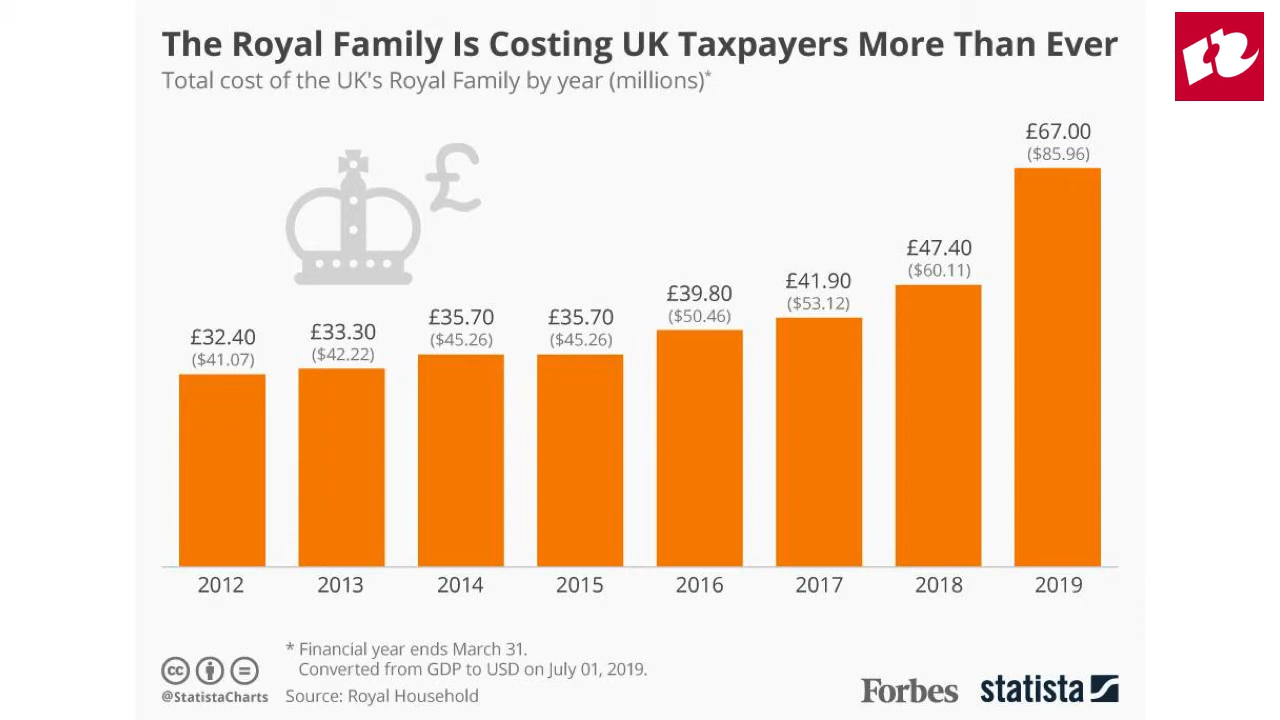 The Royal Family Is Costing UK Taxpayers More Than Ever
Total cost of the UK's Royal Family by year (millions)*
£
£32.40
($41.07)
£33.30
($42.22)
£35.70
($45.26)
£35.70
($45.26)
£39.80
($50.46)
£41.90
($53.12)
£47.40
($60.11)
£67.00
($85.96)
2012 2013 2014 2015 2016 2017 2018 2019
* Financial year ends March 31.
Converted from GDP to USD on July 01, 2019.
cc
@StatistaCharts Source: Royal Household
Forbes statista